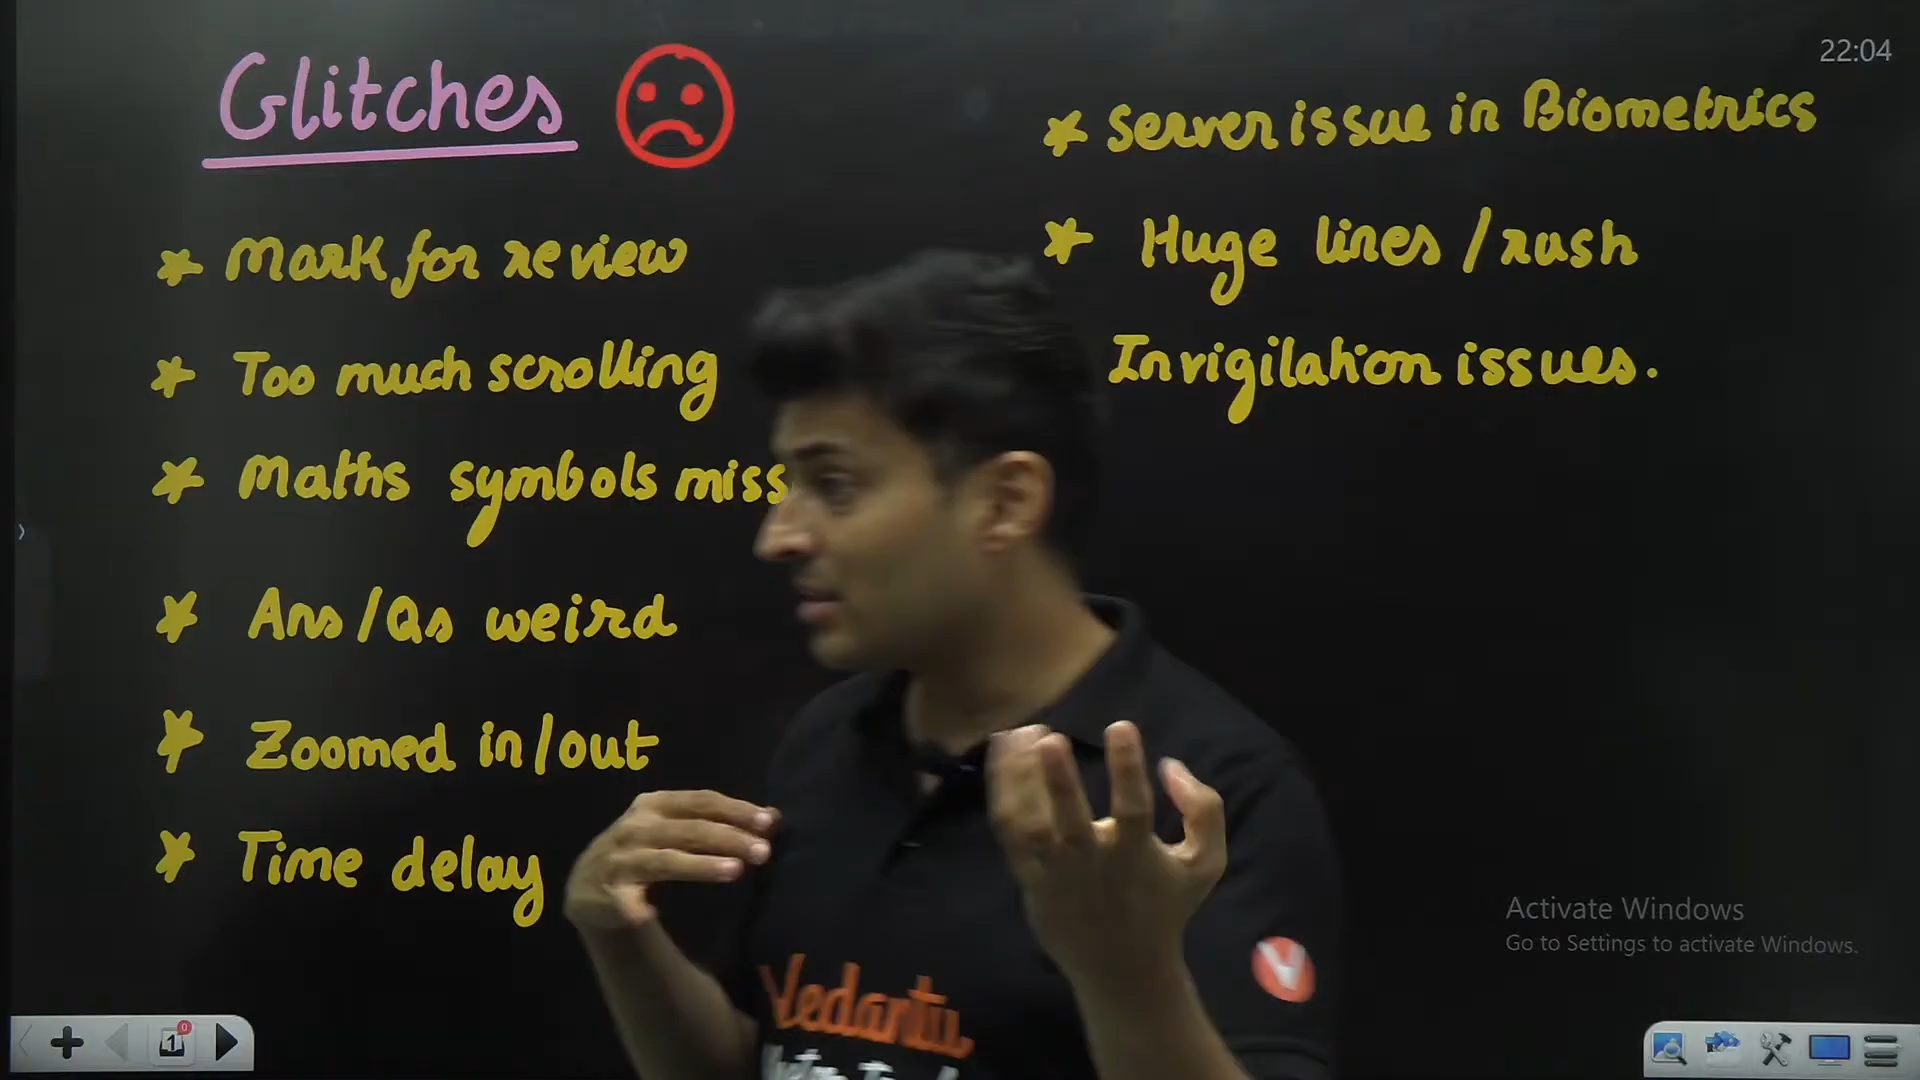 Glitches
22:04
* Mark for review
* Too much scrolling
* Maths symbols miss
* Ans/Qs weird
* Zoomed in/out
* Time delay
* Server issue in Biometrics
* Huge lines/rush
Invigilation issues.
Activate Windows
Go to Settings to activate Windows.
Vedantu
1
0